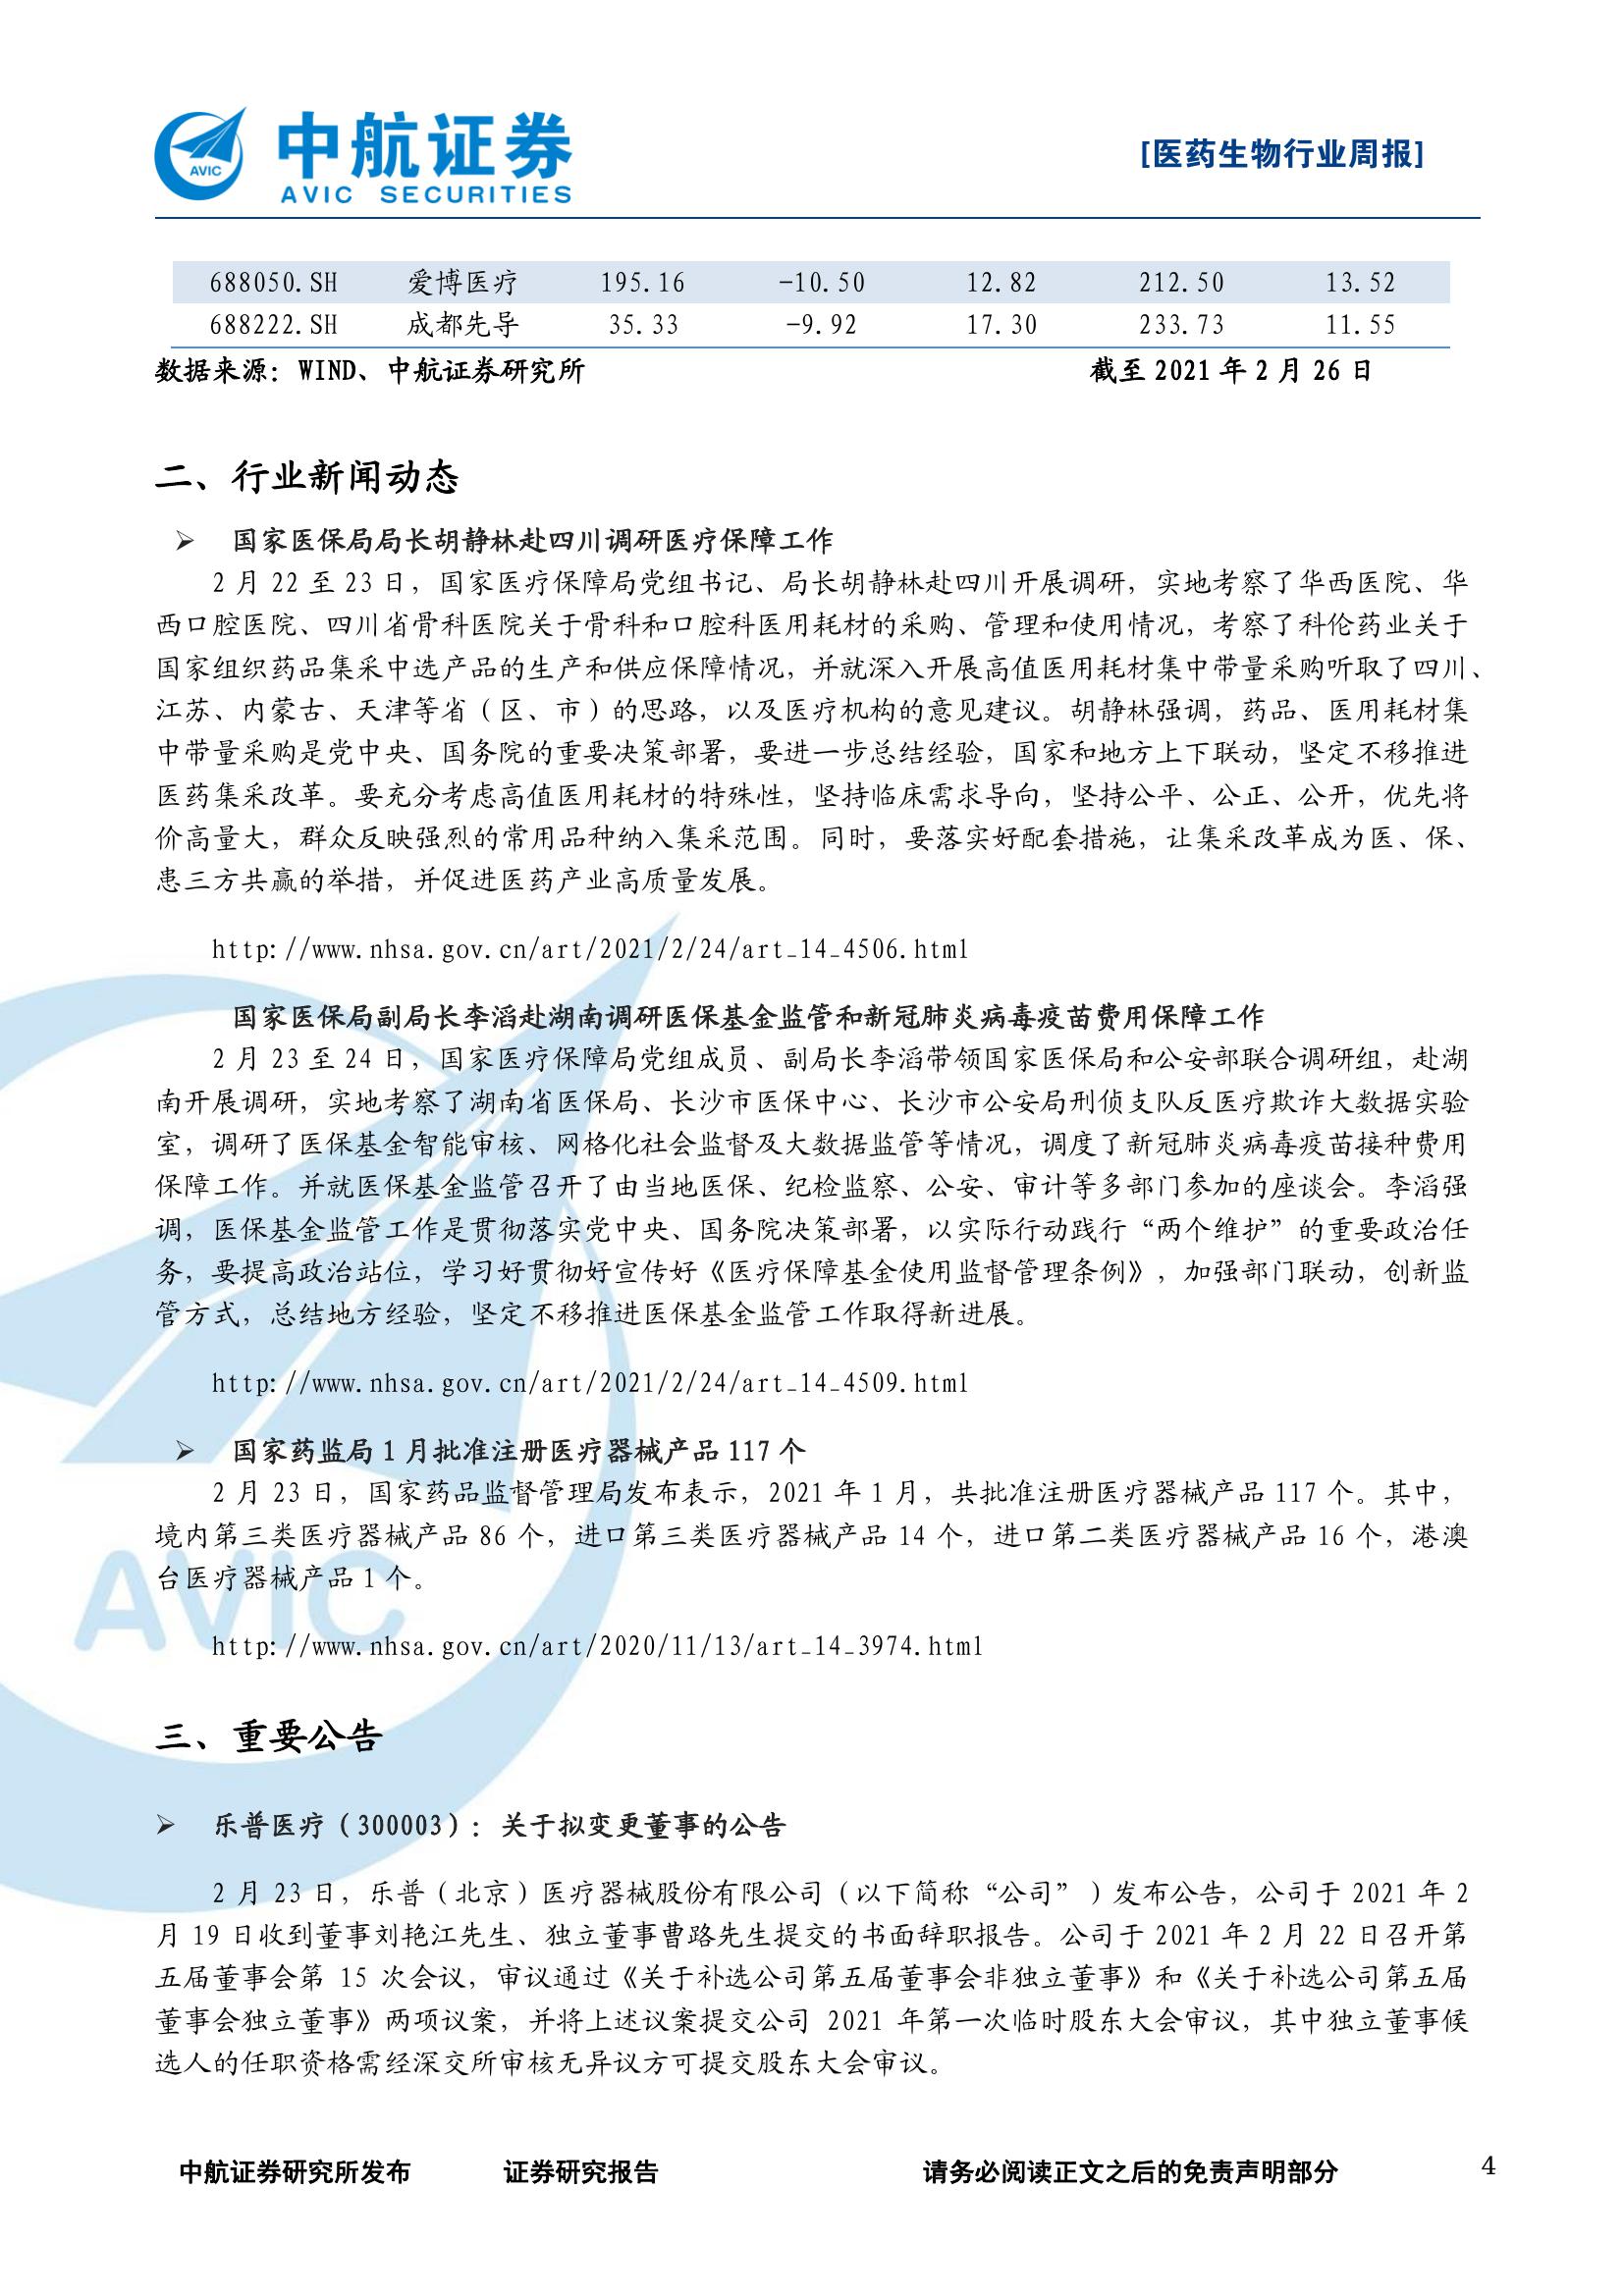 中航证券
AVIC SECURITIES
AVIC
[医药生物行业周报]
688050.SH 爱博医疗 195.16 -10.50 12.82 212.50 13.52
688222.SH 成都先导 35.33 -9.92 17.30 233.73 11.55
数据来源：WIND、中航证券研究所 截至 2021 年 2 月 26 日
二、行业新闻动态
➢ 国家医保局局长胡静林赴四川调研医疗保障工作
2 月 22 至 23 日，国家医疗保障局党组书记、局长胡静林赴四川开展调研，实地考察了华西医院、华
西口腔医院、四川省骨科医院关于骨科和口腔科医用耗材的采购、管理和使用情况，考察了科伦药业关于
国家组织药品集采中选产品的生产和供应保障情况，并就深入开展高值医用耗材集中带量采购听取了四川、
江苏、内蒙古、天津等省（区、市）的思路，以及医疗机构的意见建议。胡静林强调，药品、医用耗材集
中带量采购是党中央、国务院的重要决策部署，要进一步总结经验，国家和地方上下联动，坚定不移推进
医药集采改革。要充分考虑高值医用耗材的特殊性，坚持临床需求导向，坚持公平、公正、公开，优先将
价高量大，群众反映强烈的常用品种纳入集采范围。同时，要落实好配套措施，让集采改革成为医、保、
患三方共赢的举措，并促进医药产业高质量发展。
http://www.nhsa.gov.cn/art/2021/2/24/art_14_4506.html
国家医保局副局长李滔赴湖南调研医保基金监管和新冠肺炎病毒疫苗费用保障工作
2 月 23 至 24 日，国家医疗保障局党组成员、副局长李滔带领国家医保局和公安部联合调研组，赴湖
南开展调研，实地考察了湖南省医保局、长沙市医保中心、长沙市公安局刑侦支队反医疗欺诈大数据实验
室，调研了医保基金智能审核、网格化社会监督及大数据监管等情况，调度了新冠肺炎病毒疫苗接种费用
保障工作。并就医保基金监管召开了由当地医保、纪检监察、公安、审计等多部门参加的座谈会。李滔强
调，医保基金监管工作是贯彻落实党中央、国务院决策部署，以实际行动践行“两个维护”的重要政治任
务，要提高政治站位，学习好贯彻好宣传好《医疗保障基金使用监督管理条例》，加强部门联动，创新监
管方式，总结地方经验，坚定不移推进医保基金监管工作取得新进展。
http://www.nhsa.gov.cn/art/2021/2/24/art_14_4509.html
➢ 国家药监局 1 月批准注册医疗器械产品 117 个
2 月 23 日，国家药品监督管理局发布表示，2021 年 1 月，共批准注册医疗器械产品 117 个。其中，
境内第三类医疗器械产品 86 个，进口第三类医疗器械产品 14 个，进口第二类医疗器械产品 16 个，港澳
台医疗器械产品 1 个。
AVIC
http://www.nhsa.gov.cn/art/2020/11/13/art_14_3974.html
三、重要公告
➢ 乐普医疗（300003）：关于拟变更董事的公告
2 月 23 日，乐普（北京）医疗器械股份有限公司（以下简称“公司”）发布公告，公司于 2021 年 2
月 19 日收到董事刘艳江先生、独立董事曹路先生提交的书面辞职报告。公司于 2021 年 2 月 22 日召开第
五届董事会第 15 次会议，审议通过《关于补选公司第五届董事会非独立董事》和《关于补选公司第五届
董事会独立董事》两项议案，并将上述议案提交公司 2021 年第一次临时股东大会审议，其中独立董事候
选人的任职资格需经深交所审核无异议方可提交股东大会审议。
中航证券研究所发布 证券研究报告 请务必阅读正文之后的免责声明部分 4